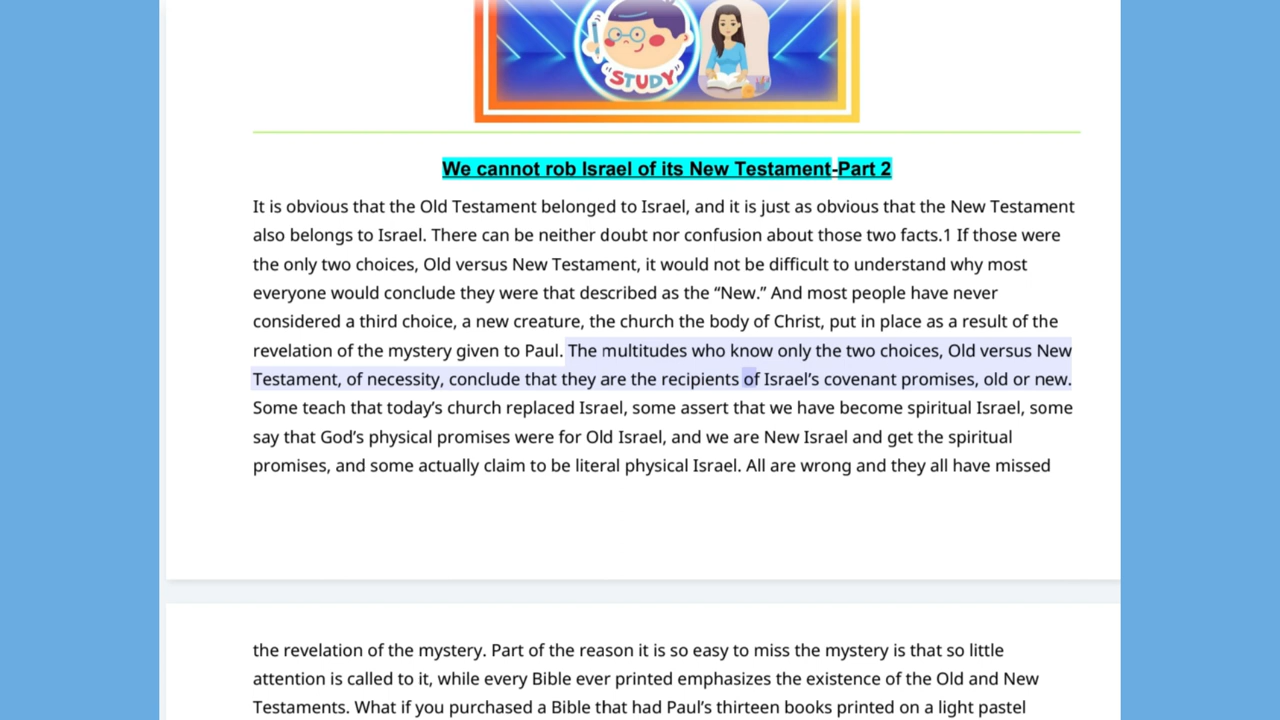 "STUDY"
We cannot rob Israel of its New Testament-Part 2
It is obvious that the Old Testament belonged to Israel, and it is just as obvious that the New Testament
also belongs to Israel. There can be neither doubt nor confusion about those two facts.1 If those were
the only two choices, Old versus New Testament, it would not be difficult to understand why most
everyone would conclude they were that described as the “New.” And most people have never
considered a third choice, a new creature, the church the body of Christ, put in place as a result of the
revelation of the mystery given to Paul. The multitudes who know only the two choices, Old versus New
Testament, of necessity, conclude that they are the recipients of Israel’s covenant promises, old or new.
Some teach that today’s church replaced Israel, some assert that we have become spiritual Israel, some
say that God’s physical promises were for Old Israel, and we are New Israel and get the spiritual
promises, and some actually claim to be literal physical Israel. All are wrong and they all have missed
the revelation of the mystery. Part of the reason it is so easy to miss the mystery is that so little
attention is called to it, while every Bible ever printed emphasizes the existence of the Old and New
Testaments. What if you purchased a Bible that had Paul’s thirteen books printed on a light pastel